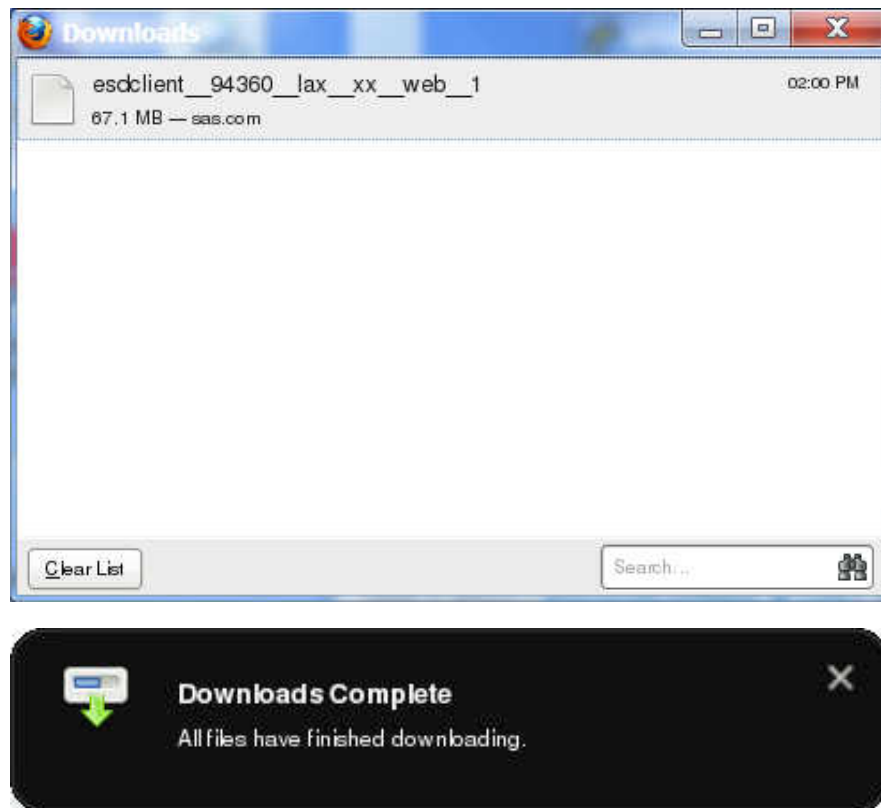 Downloads
esdclient__94360__lax__xx__web__1
02:00 PM
67.1 MB — sas.com
Clear List
Search...
Downloads Complete
All files have finished downloading.